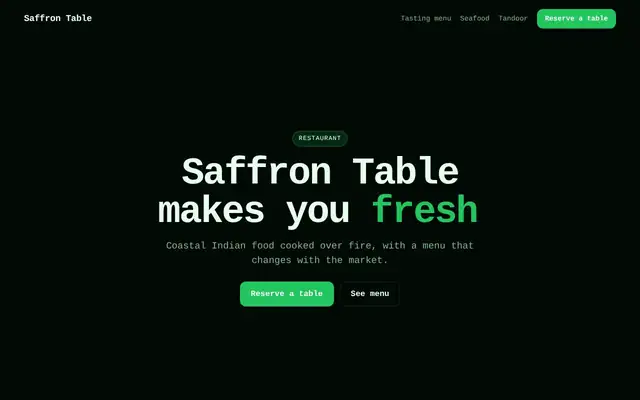 Saffron Table
Tasting menu Seafood Tandoor Reserve a table
RESTAURANT
Saffron Table
makes you fresh
Coastal Indian food cooked over fire, with a menu that
changes with the market.
Reserve a table See menu